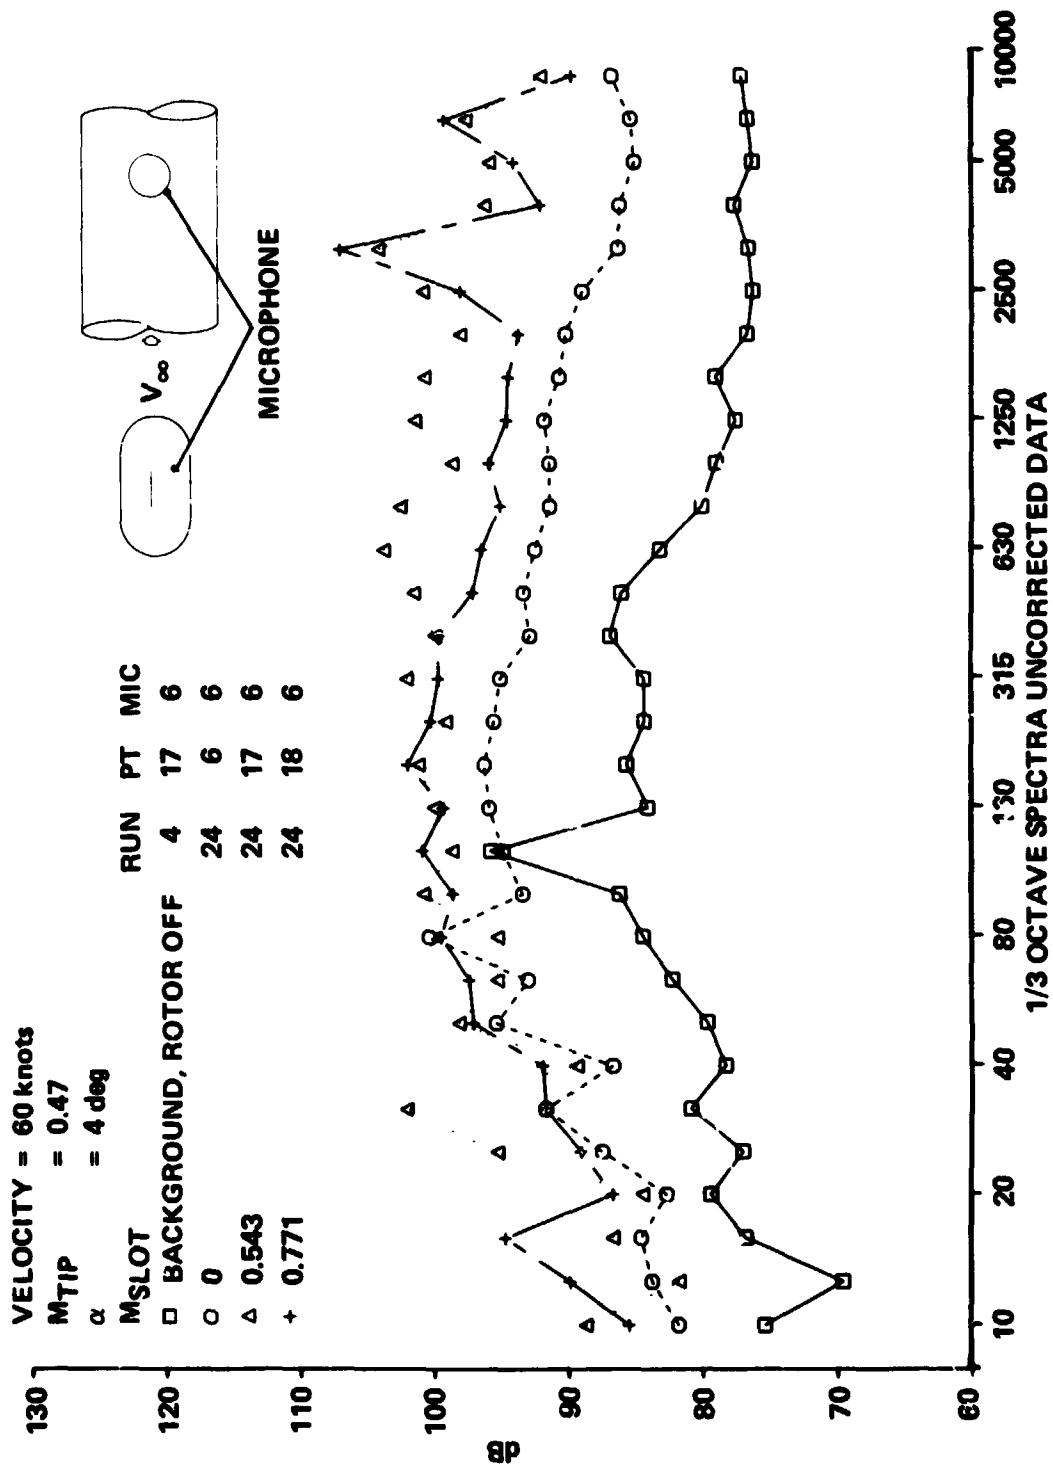 VELOCITY = 60 knots
MTIP = 0.47
α = 4 deg
MSLOT RUN PT MIC
□ BACKGROUND, ROTOR OFF 4 17 6
○ 0 24 6 6
△ 0.543 24 17 6
+ 0.771 24 18 6
V∞
MICROPHONE
130
120
110
100
90
80
70
60
dB
10 20 40 80 130 315 630 1250 2500 5000 10000
1/3 OCTAVE SPECTRA UNCORRECTED DATA